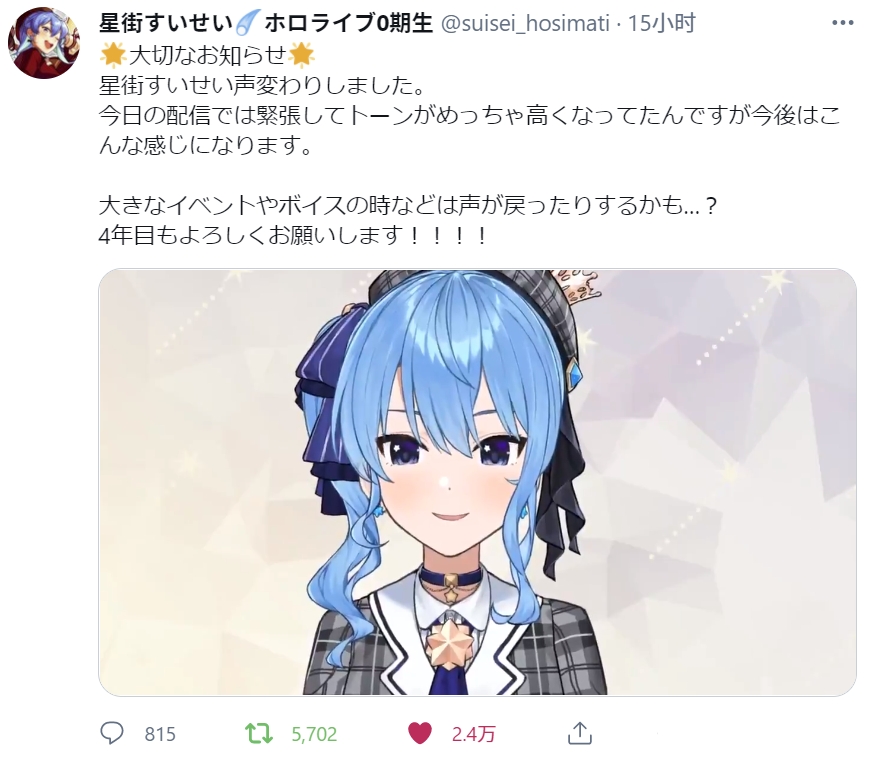 星街すいせい☄️ホロライブ0期生 @suisei_hosimati · 15小时
🌟大切なお知らせ🌟
星街すいせい声変わりしました。
今日の配信では緊張してトーンがめっちゃ高くなってたんですが今後はこ
んな感じになります。
大きなイベントやボイスの時などは声が戻ったりするかも...？
4年目もよろしくお願いします！！！！
815 5,702 2.4万